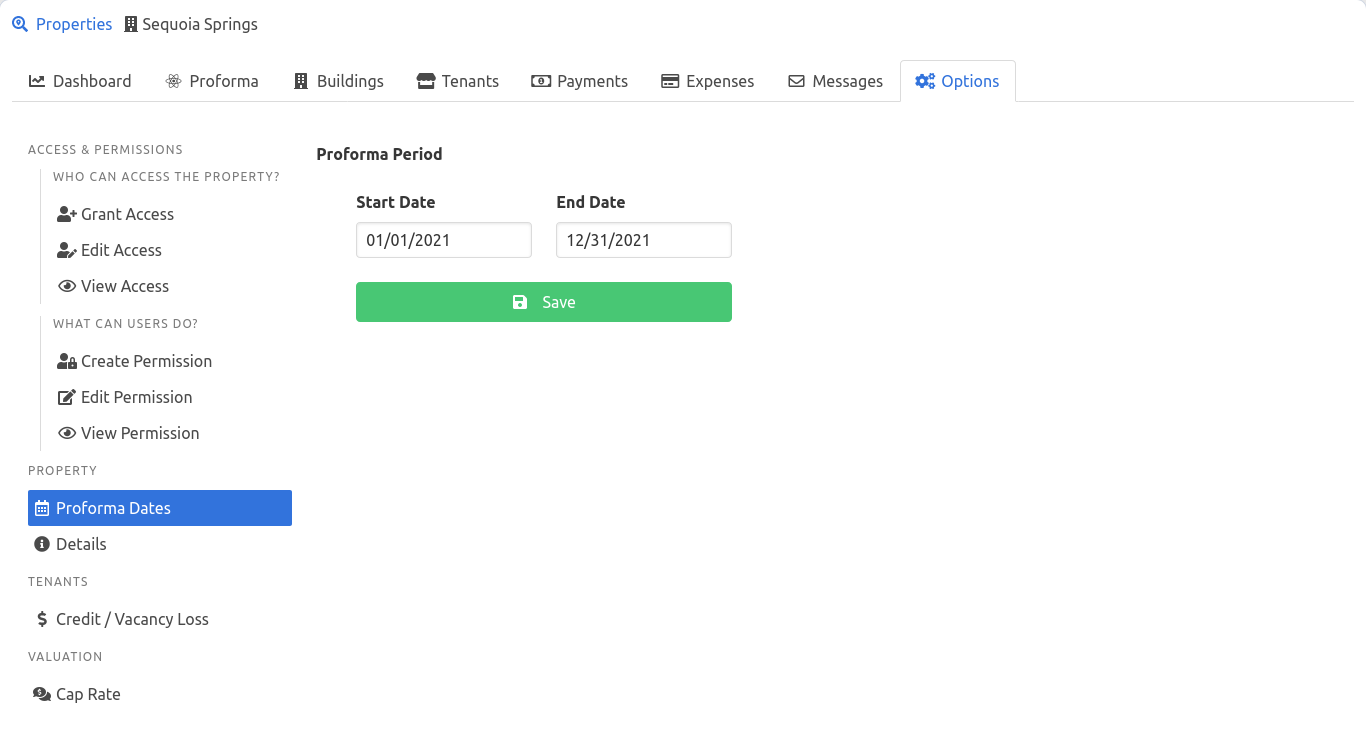 Properties Sequoia Springs
Dashboard Proforma Buildings Tenants Payments Expenses Messages Options
ACCESS & PERMISSIONS
WHO CAN ACCESS THE PROPERTY?
Grant Access
Edit Access
View Access
WHAT CAN USERS DO?
Create Permission
Edit Permission
View Permission
PROPERTY
Proforma Dates
Details
TENANTS
Credit / Vacancy Loss
VALUATION
Cap Rate
Proforma Period
Start Date End Date
01/01/2021 12/31/2021
Save